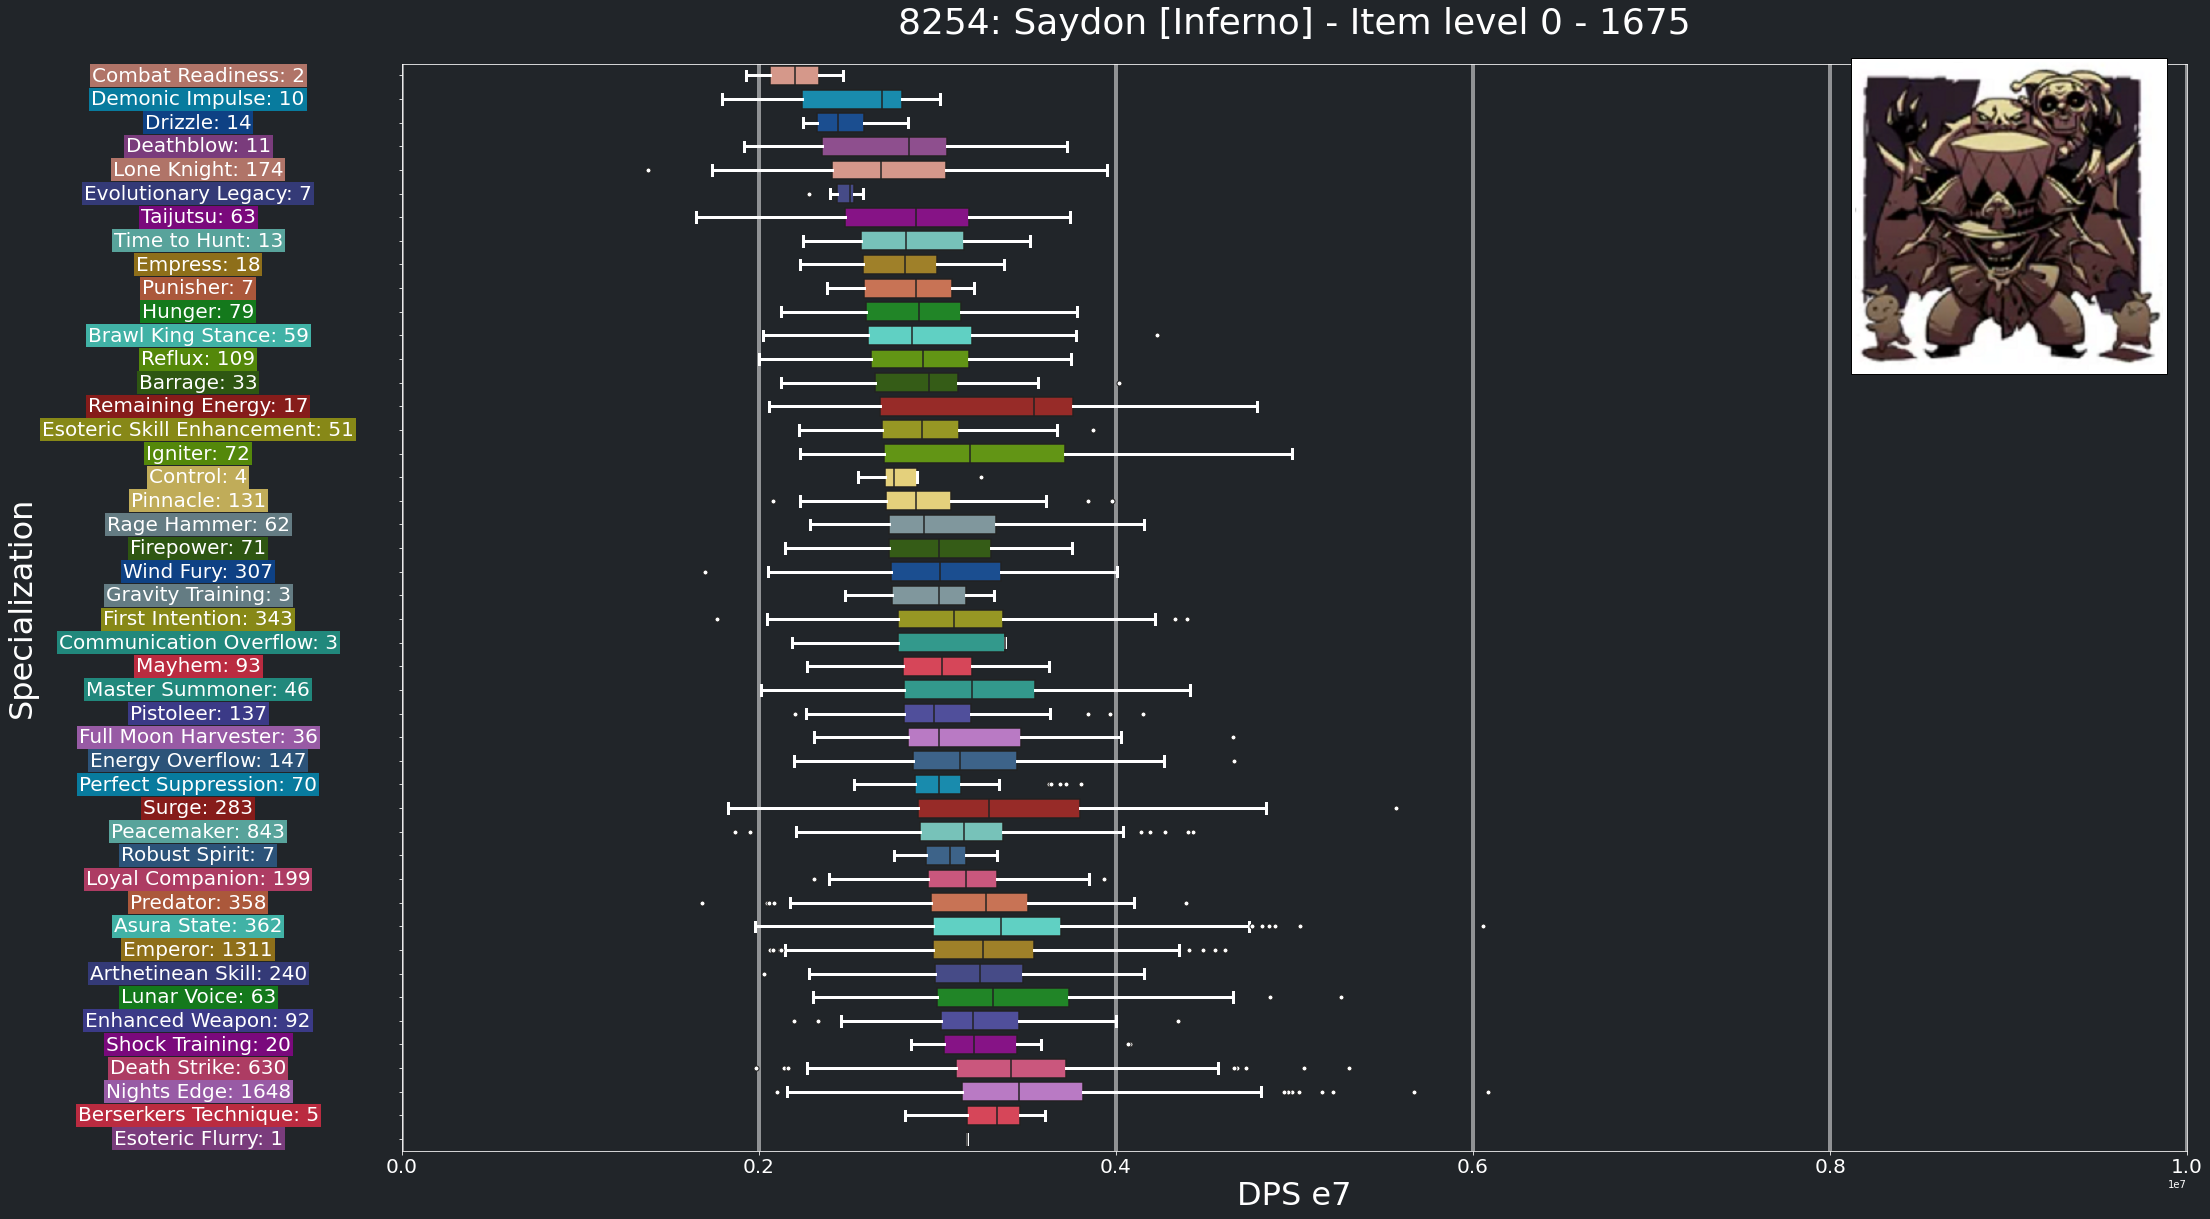 8254: Saydon [Inferno] - Item level 0 - 1675
Specialization
Combat Readiness: 2
Demonic Impulse: 10
Drizzle: 14
Deathblow: 11
Lone Knight: 174
Evolutionary Legacy: 7
Taijutsu: 63
Time to Hunt: 13
Empress: 18
Punisher: 7
Hunger: 79
Brawl King Stance: 59
Reflux: 109
Barrage: 33
Remaining Energy: 17
Esoteric Skill Enhancement: 51
Igniter: 72
Control: 4
Pinnacle: 131
Rage Hammer: 62
Firepower: 71
Wind Fury: 307
Gravity Training: 3
First Intention: 343
Communication Overflow: 3
Mayhem: 93
Master Summoner: 46
Pistoleer: 137
Full Moon Harvester: 36
Energy Overflow: 147
Perfect Suppression: 70
Surge: 283
Peacemaker: 843
Robust Spirit: 7
Loyal Companion: 199
Predator: 358
Asura State: 362
Emperor: 1311
Arthetinean Skill: 240
Lunar Voice: 63
Enhanced Weapon: 92
Shock Training: 20
Death Strike: 630
Nights Edge: 1648
Berserkers Technique: 5
Esoteric Flurry: 1
0.0 0.2 0.4 0.6 0.8 1.0
1e7
DPS e7